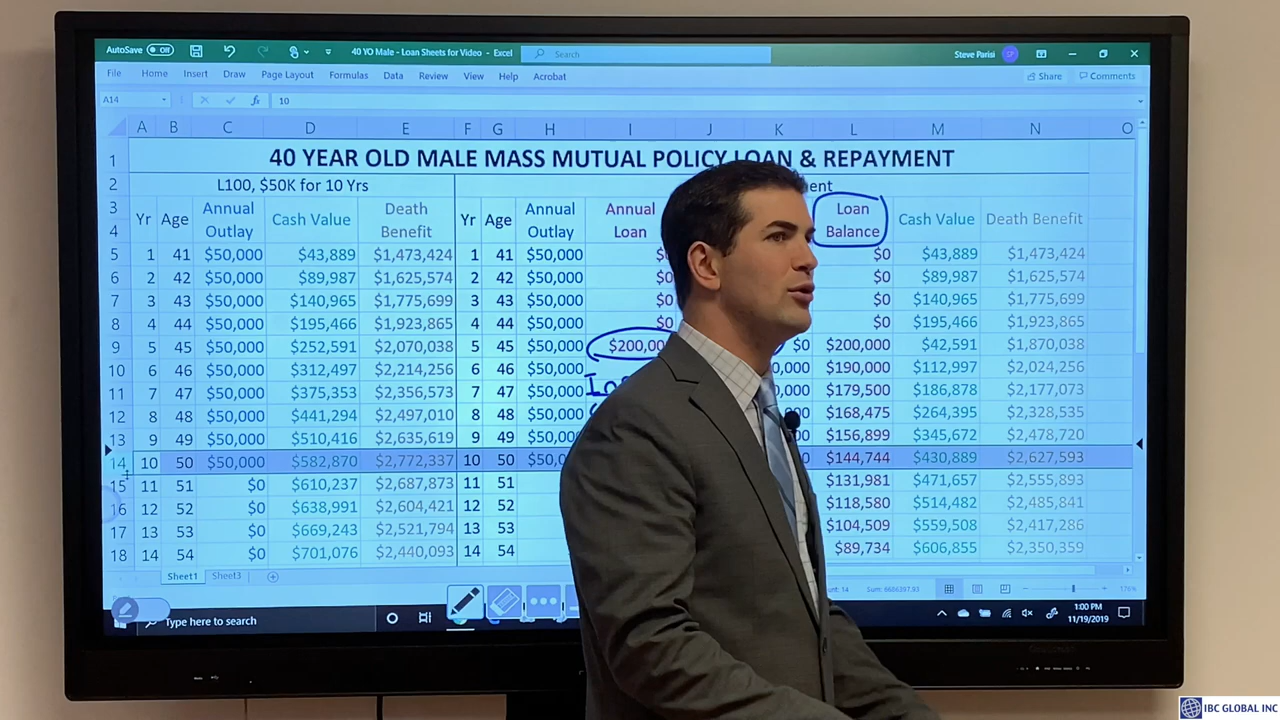 AutoSave Off 40 YO Male - Loan Sheets for Video - Excel Search Steve Parisi SP
File Home Insert Draw Page Layout Formulas Data Review View Help Acrobat Share Comments
A14 fx 10
A B C D E F G H I J K L M N O
1 40 YEAR OLD MALE MASS MUTUAL POLICY LOAN & REPAYMENT
2 L100, $50K for 10 Yrs
3 Yr Age Annual Cash Value Death Yr Age Annual Annual Loan Cash Value Death Benefit
4 Outlay Benefit Outlay Loan Balance
5 1 41 $50,000 $43,889 $1,473,424 1 41 $50,000 $0 $43,889 $1,473,424
6 2 42 $50,000 $89,987 $1,625,574 2 42 $50,000 $0 $89,987 $1,625,574
7 3 43 $50,000 $140,965 $1,775,699 3 43 $50,000 $0 $0 $140,965 $1,775,699
8 4 44 $50,000 $195,466 $1,923,865 4 44 $50,000 $0 $0 $195,466 $1,923,865
9 5 45 $50,000 $252,591 $2,070,038 5 45 $50,000 $200,00 $0 $200,000 $42,591 $1,870,038
10 6 46 $50,000 $312,497 $2,214,256 6 46 $50,000 $190,000 $112,997 $2,024,256
11 7 47 $50,000 $375,353 $2,356,573 7 47 $50,000 $179,500 $186,878 $2,177,073
12 8 48 $50,000 $441,294 $2,497,010 8 48 $50,000 $168,475 $264,395 $2,328,535
13 9 49 $50,000 $510,416 $2,635,619 9 49 $50,000 $156,899 $345,672 $2,478,720
14 10 50 $50,000 $582,870 $2,772,337 10 50 $50,0 $144,744 $430,889 $2,627,593
15 11 51 $0 $610,237 $2,687,873 11 51 $131,981 $471,657 $2,555,893
16 12 52 $0 $638,991 $2,604,421 12 52 $118,580 $514,482 $2,485,841
17 13 53 $0 $669,243 $2,521,794 13 53 $104,509 $559,508 $2,417,286
18 14 54 $0 $701,076 $2,440,093 14 54 $89,734 $606,855 $2,350,359
Sheet1 Sheet3 Sum: 6686397.93 176%
Type here to search 1:00 PM
11/19/2019
IBC GLOBAL INC